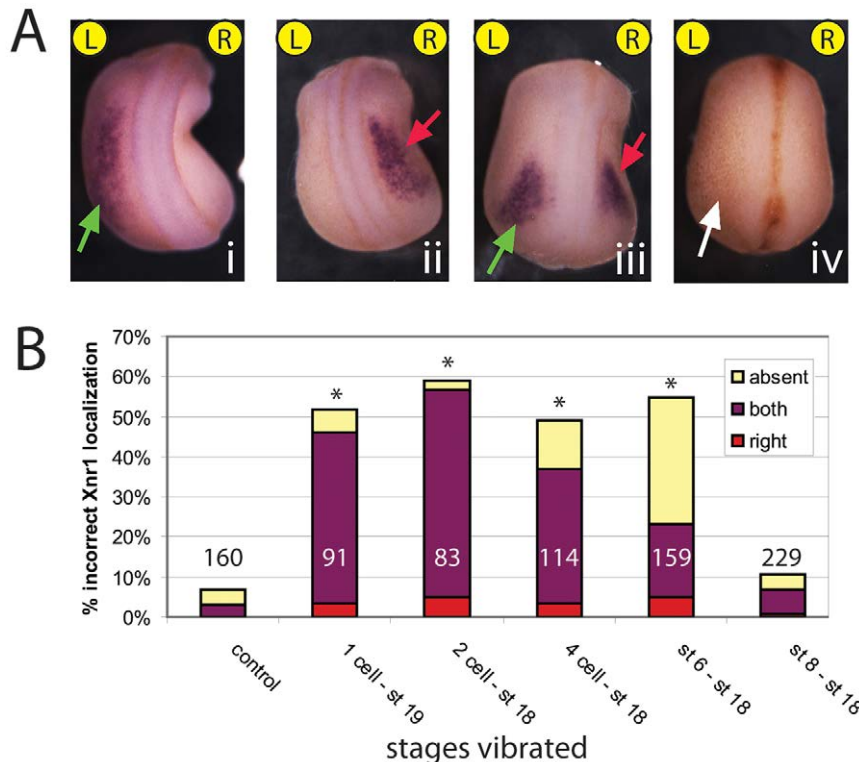 A
L R
L R
L R
L R
i
ii
iii
iv
B
70%
60%
50%
40%
30%
20%
10%
0%
% incorrect Xnr1 localization
* * * *
absent
both
right
160 91 83 114 159 229
control
1 cell - st 19
2 cell - st 18
4 cell - st 18
st 6 - st 18
st 8 - st 18
stages vibrated